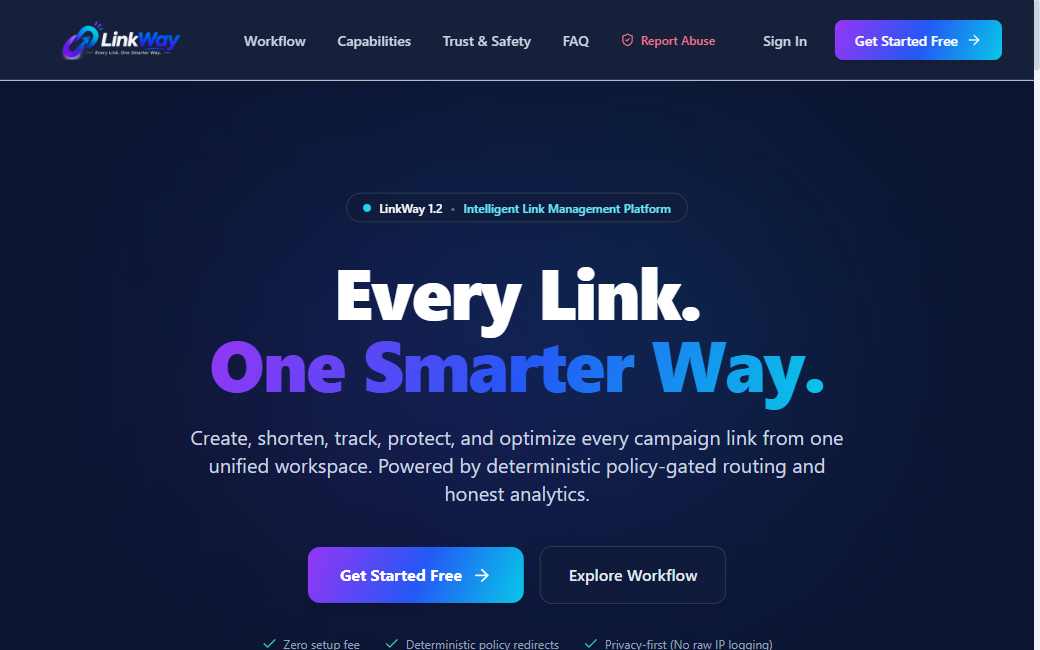 LinkWay
Every Link. One Smarter Way.
Workflow
Capabilities
Trust & Safety
FAQ
Report Abuse
Sign In
Get Started Free
LinkWay 1.2 • Intelligent Link Management Platform
Every Link.
One Smarter Way.
Create, shorten, track, protect, and optimize every campaign link from one
unified workspace. Powered by deterministic policy-gated routing and
honest analytics.
Get Started Free
Explore Workflow
Zero setup fee
Deterministic policy redirects
Privacy-first (No raw IP logging)